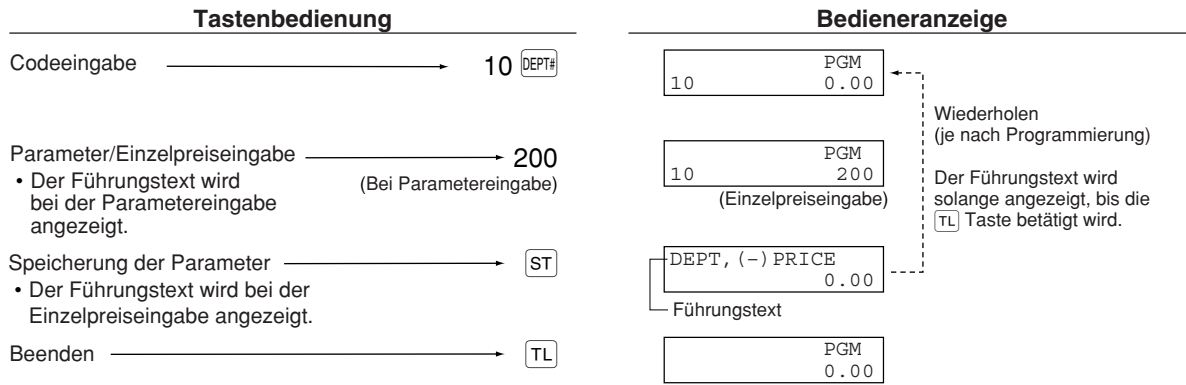 Tastenbedienung
Bedieneranzeige
Codeeingabe
10 DEPT#
PGM
10 0.00
Wiederholen
(je nach Programmierung)
Parameter/Einzelpreiseingabe
200
• Der Führungstext wird
bei der Parametereingabe
angezeigt.
(Bei Parametereingabe)
PGM
10 200
(Einzelpreiseingabe)
Der Führungstext wird
solange angezeigt, bis die
TL Taste betätigt wird.
Speicherung der Parameter
ST
• Der Führungstext wird bei der
Einzelpreiseingabe angezeigt.
DEPT,(-)PRICE
0.00
Führungstext
Beenden
TL
PGM
0.00